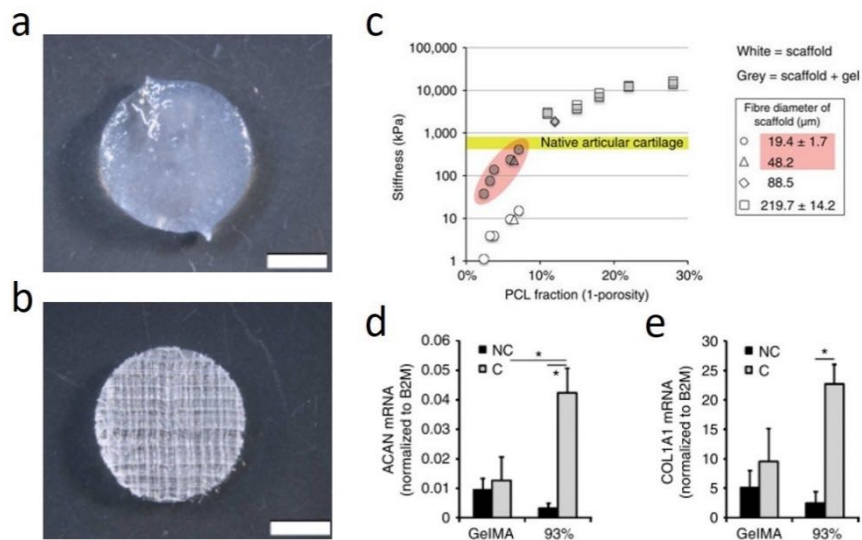 a
b
c
100,000
10,000
1,000
100
10
1
Stiffness (kPa)
Native articular cartilage
0%
10%
20%
30%
PCL fraction (1-porosity)
White = scaffold
Grey = scaffold + gel
Fibre diameter of
scaffold (μm)
19.4 ± 1.7
48.2
88.5
219.7 ± 14.2
d
0.06
0.05
0.04
0.03
0.02
0.01
0
ACAN mRNA
(normalized to B2M)
NC
C
*
*
GelMA
93%
e
30
25
20
15
10
5
0
COL1A1 mRNA
(normalized to B2M)
NC
C
*
GelMA
93%